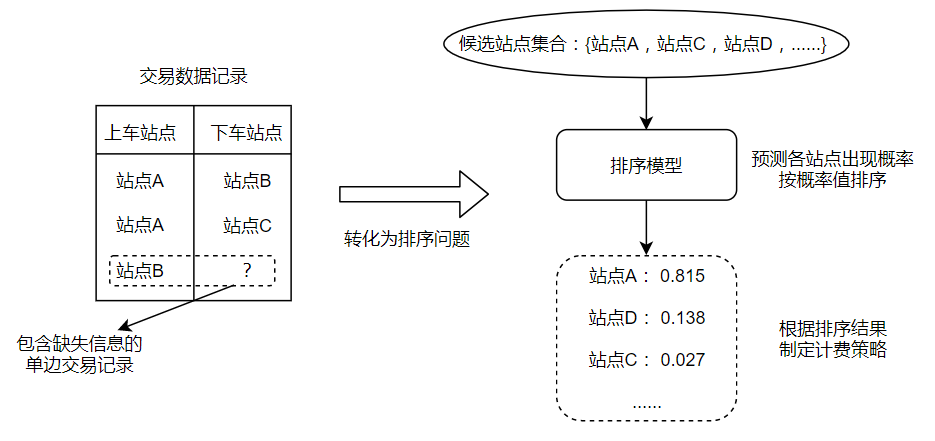 交易数据记录
上车站点 下车站点
站点A 站点B
站点A 站点C
站点B ?
包含缺失信息的
单边交易记录
转化为排序问题
候选站点集合：{站点A，站点C，站点D，......}
排序模型
预测各站点出现概率
按概率值排序
站点A： 0.815
站点D： 0.138
站点C： 0.027
......
根据排序结果
制定计费策略